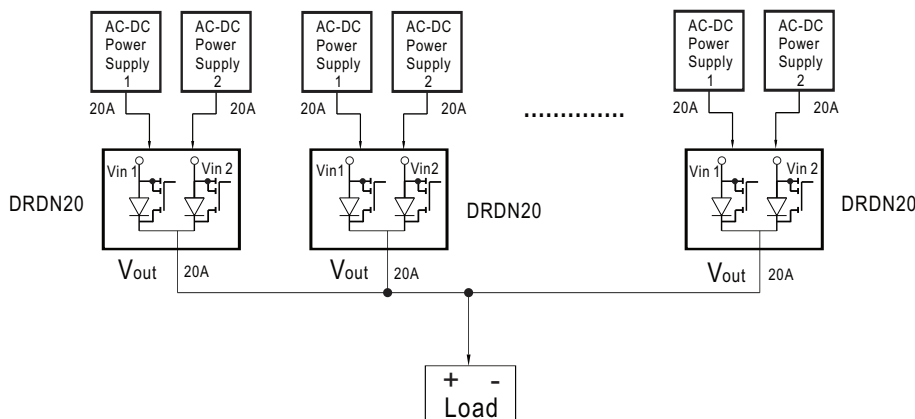 AC-DC
Power
Supply
1
AC-DC
Power
Supply
2
AC-DC
Power
Supply
1
AC-DC
Power
Supply
2
AC-DC
Power
Supply
1
AC-DC
Power
Supply
2
20A
20A
20A
20A
20A
20A
..............
Vin 1
Vin 2
Vin1
Vin2
Vin 1
Vin 2
DRDN20
DRDN20
DRDN20
Vout
20A
Vout
20A
Vout
20A
+ -
Load